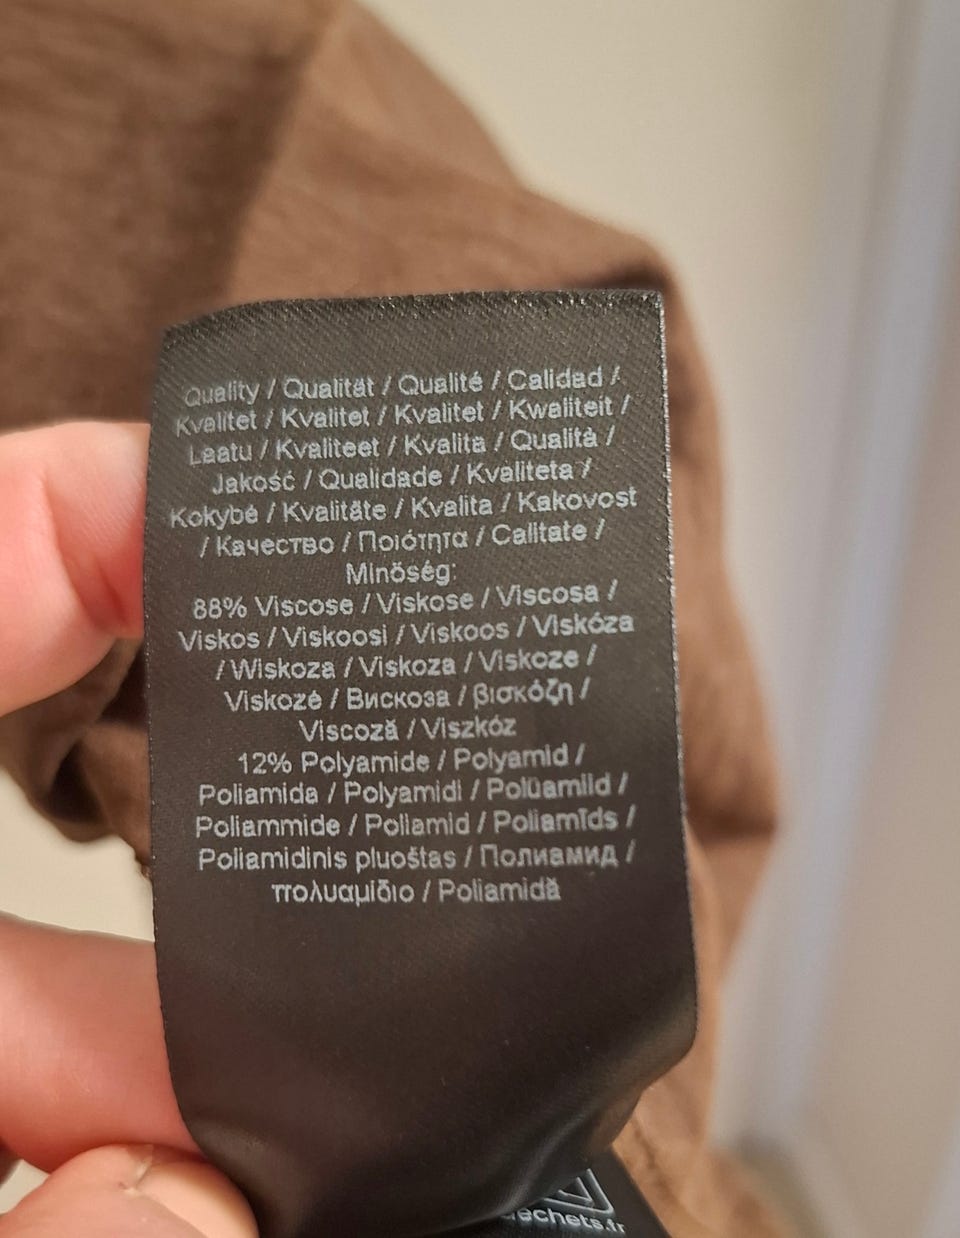 Quality / Qualität / Qualité / Calidad /
Kvalitet / Kvalitet / Kvalitet / Kwaliteit /
Laatu / Kvaliteet / Kvalita / Qualità /
Jakość / Qualidade / Kvaliteta /
Kokybė / Kvalitāte / Kvalita / Kakovost
/ Качество / Ποιότητα / Calitate /
Minőség:
88% Viscose / Viskose / Viscosa /
Viskos / Viskoosi / Viskoos / Viskóza
/ Wiskoza / Viskoza / Viskoze /
Viskozė / Вискоза / βισκόζη /
Viscoză / Viszkóz
12% Polyamide / Polyamid /
Poliamida / Polyamidi / Polüamiid /
Poliammide / Poliamid / Poliamīds /
Poliamidinis pluoštas / Полиамид /
πολυαμίδιο / Poliamidă
echets.fr